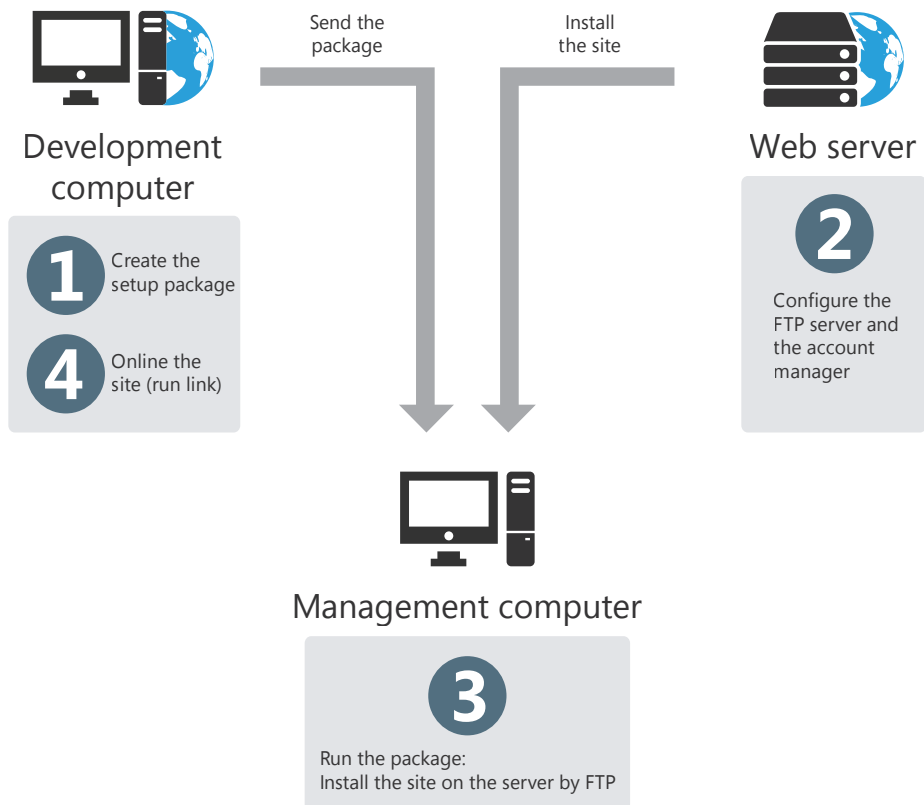 Send the
package
Install
the site
Development
computer
Web server
1
Create the
setup package
4
Online the
site (run link)
2
Configure the
FTP server and
the account
manager
Management computer
3
Run the package:
Install the site on the server by FTP